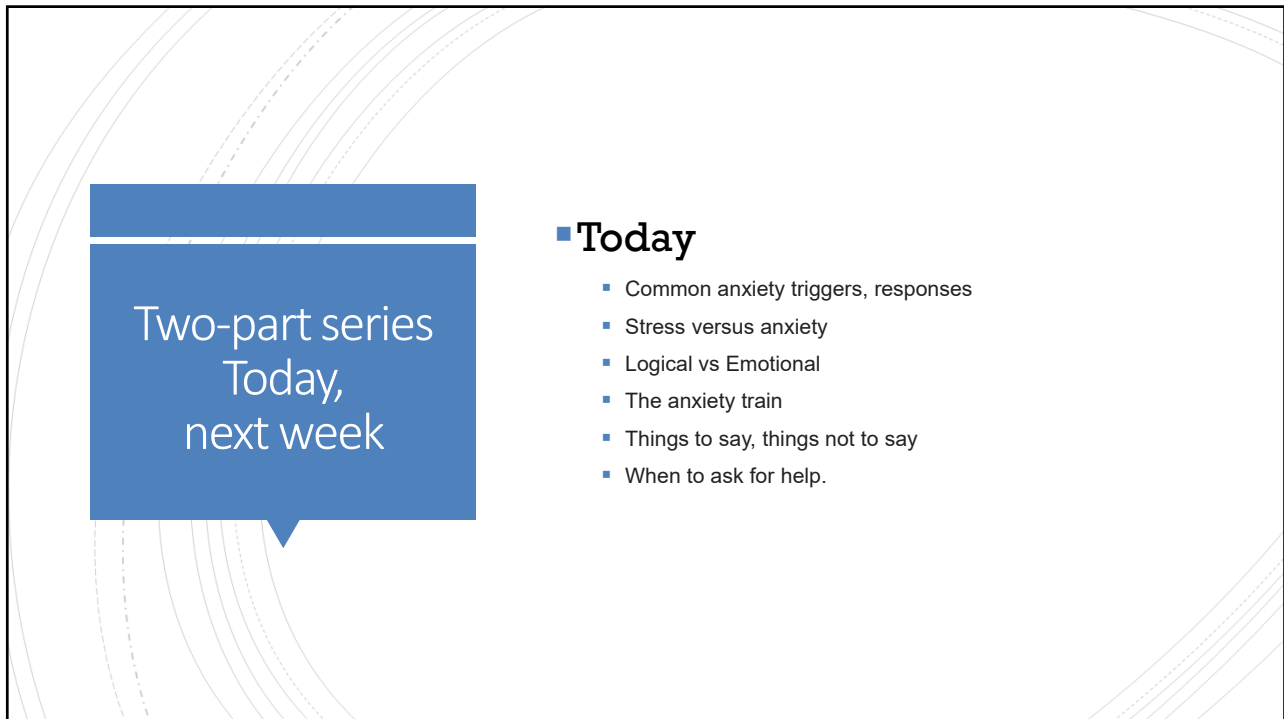 Two-part series
Today,
next week
Today
Common anxiety triggers, responses
Stress versus anxiety
Logical vs Emotional
The anxiety train
Things to say, things not to say
When to ask for help.